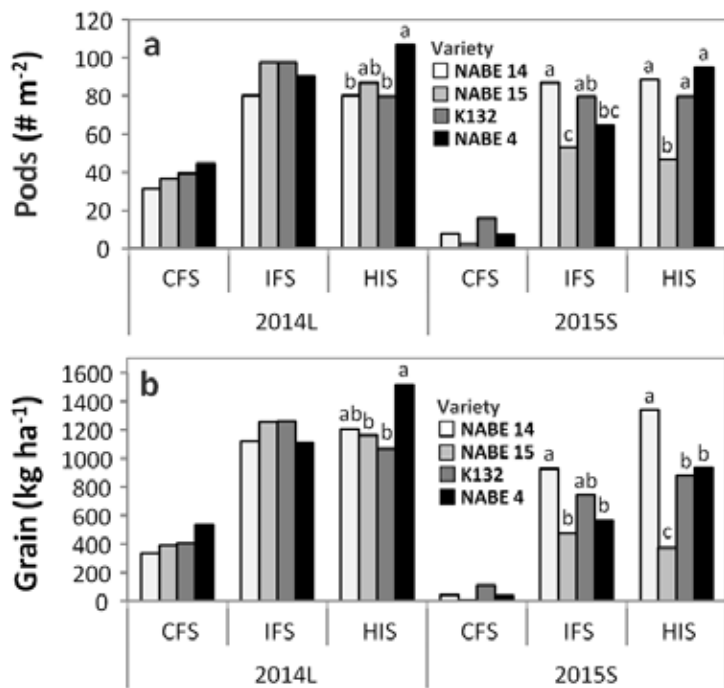 a
Pods (# m⁻²)
120
100
80
60
40
20
0
Variety
NABE 14
NABE 15
K132
NABE 4
b ab b a
a c ab bc
a b a a
CFS IFS HIS CFS IFS HIS
2014L 2015S
b
Grain (kg ha⁻¹)
1600
1400
1200
1000
800
600
400
200
0
Variety
NABE 14
NABE 15
K132
NABE 4
ab b b a
a b ab b
a c b b
CFS IFS HIS CFS IFS HIS
2014L 2015S